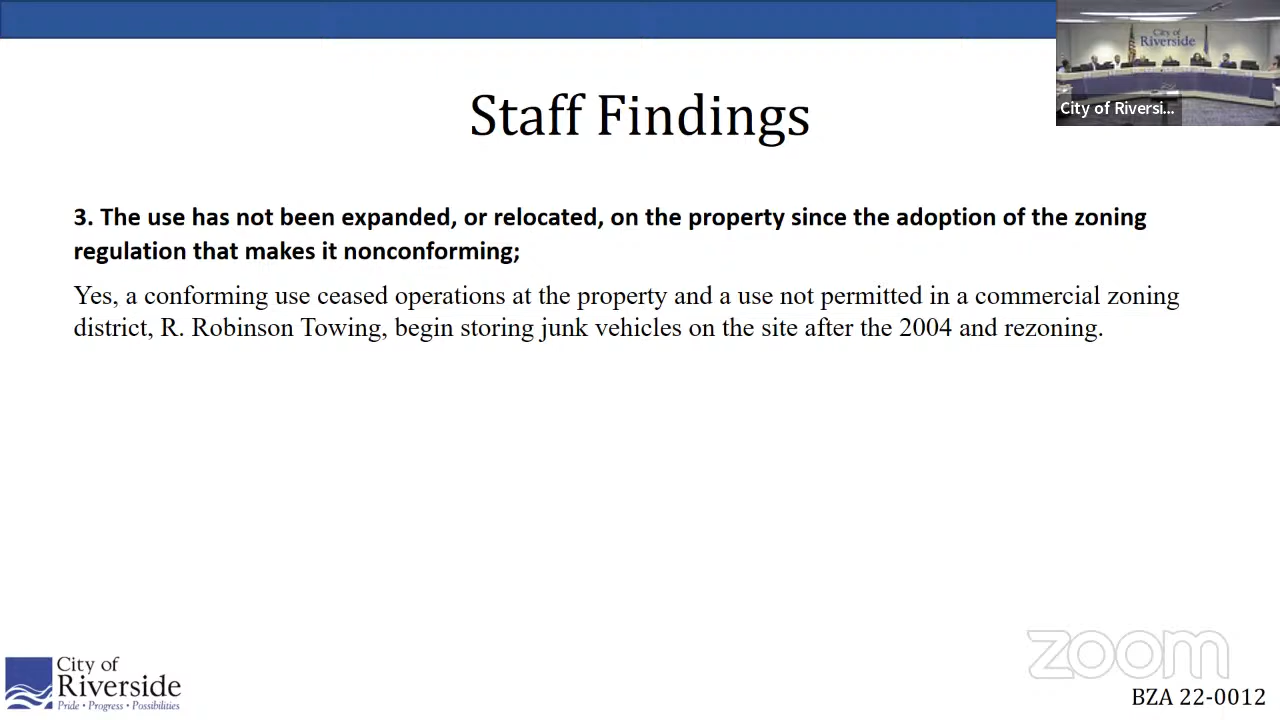 City of
Riverside
City of Riversi...
Staff Findings
3. The use has not been expanded, or relocated, on the property since the adoption of the zoning
regulation that makes it nonconforming;
Yes, a conforming use ceased operations at the property and a use not permitted in a commercial zoning
district, R. Robinson Towing, begin storing junk vehicles on the site after the 2004 and rezoning.
City of
Riverside
Pride • Progress • Possibilities
zoom
BZA 22-0012